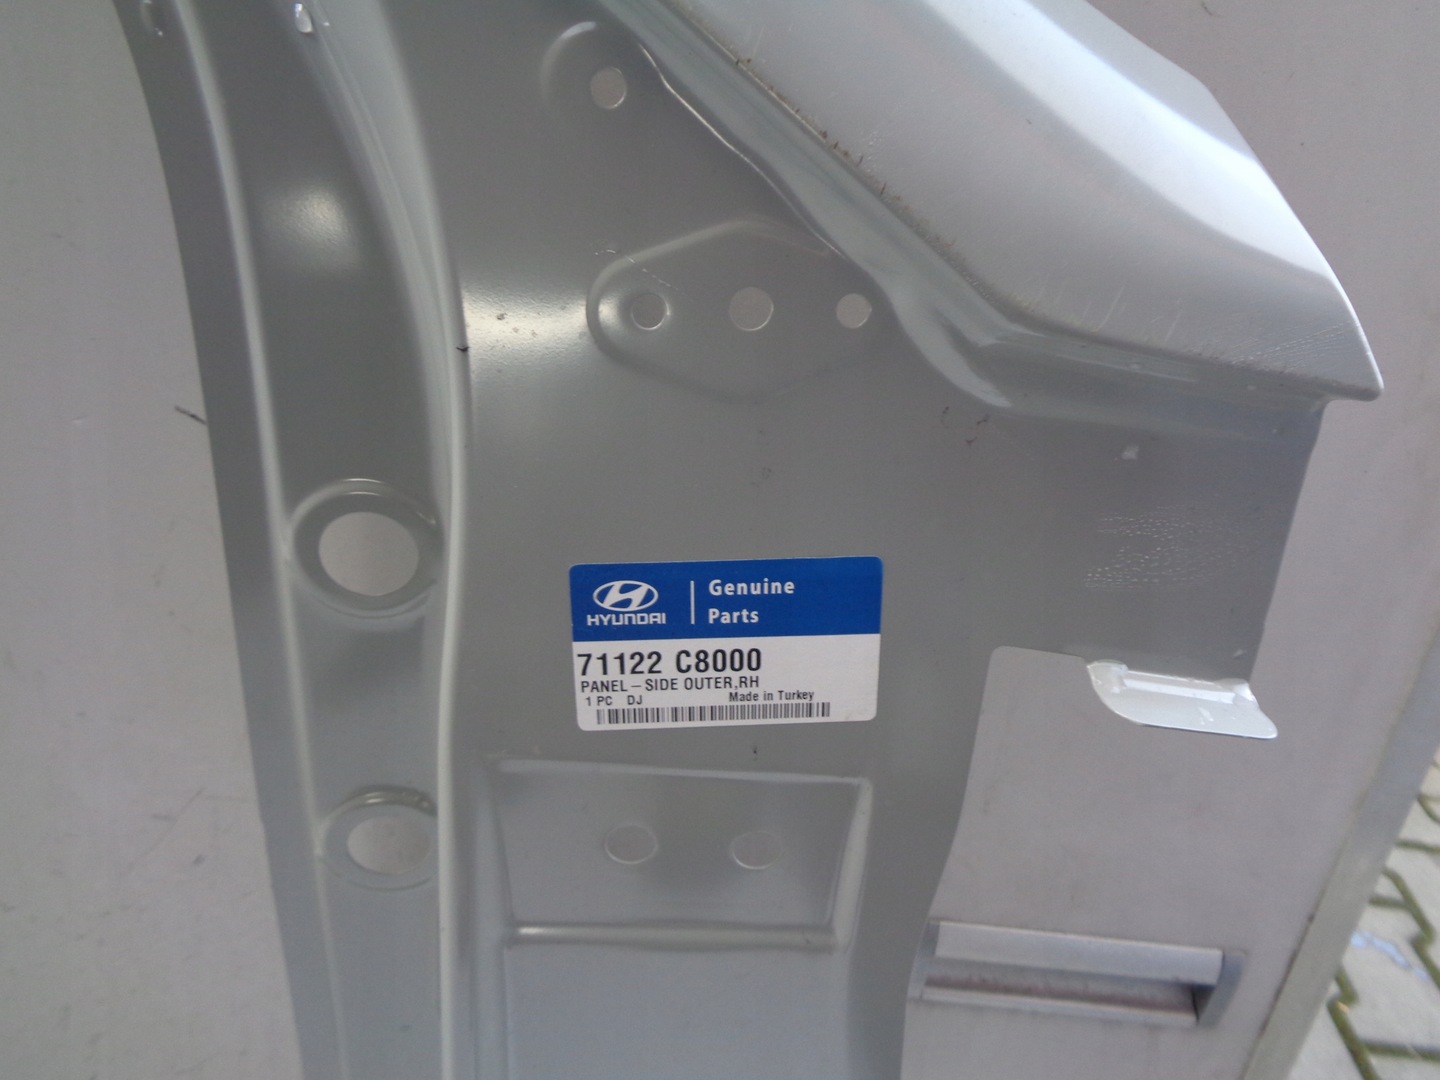 HYUNDAI
Genuine
Parts
71122 C8000
PANEL-SIDE OUTER,RH
1 PC DJ Made in Turkey